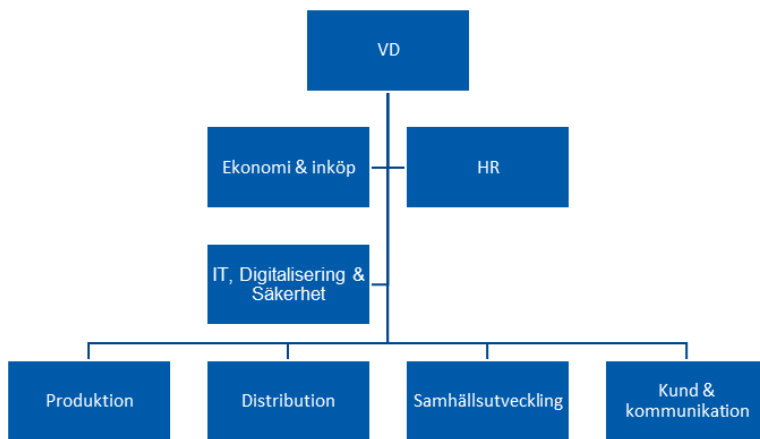 VD
Ekonomi & inköp
HR
IT, Digitalisering &
Säkerhet
Produktion
Distribution
Samhällsutveckling
Kund &
kommunikation